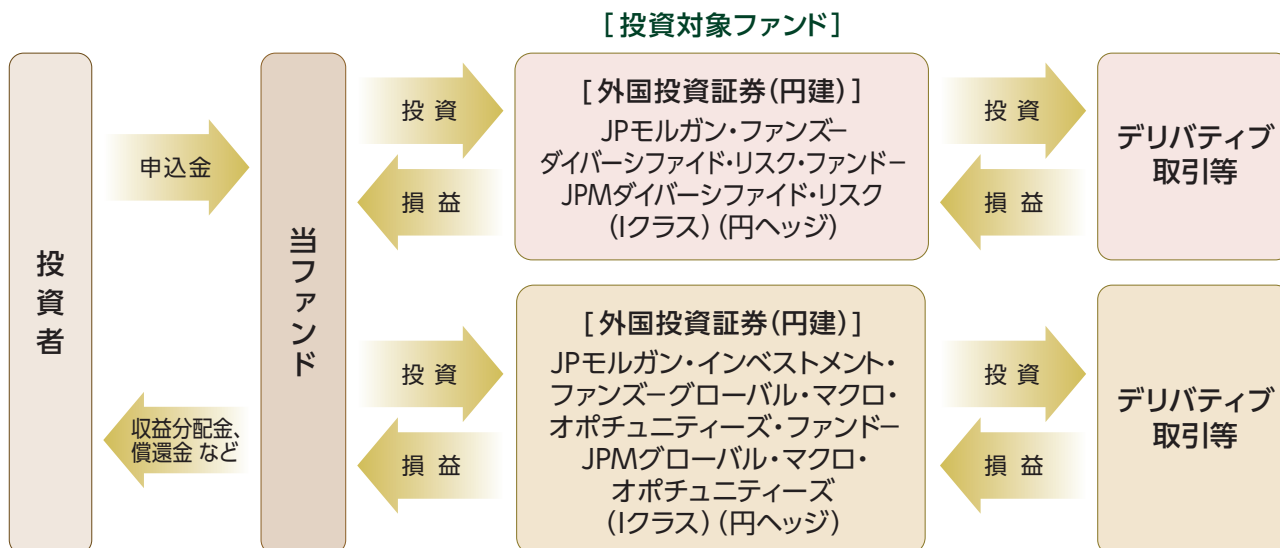 [投資対象ファンド]
投資者
申込金
収益分配金、
償還金 など
当ファンド
投 資
損 益
[外国投資証券(円建)]
JPモルガン・ファンズー
ダイバーシファイド・リスク・ファンドー
JPMダイバーシファイド・リスク
(Iクラス)(円ヘッジ)
投 資
損 益
デリバティブ
取引等
投 資
損 益
[外国投資証券(円建)]
JPモルガン・インベストメント・
ファンズーグローバル・マクロ・
オポチュニティーズ・ファンドー
JPMグローバル・マクロ・
オポチュニティーズ
(Iクラス)(円ヘッジ)
投 資
損 益
デリバティブ
取引等